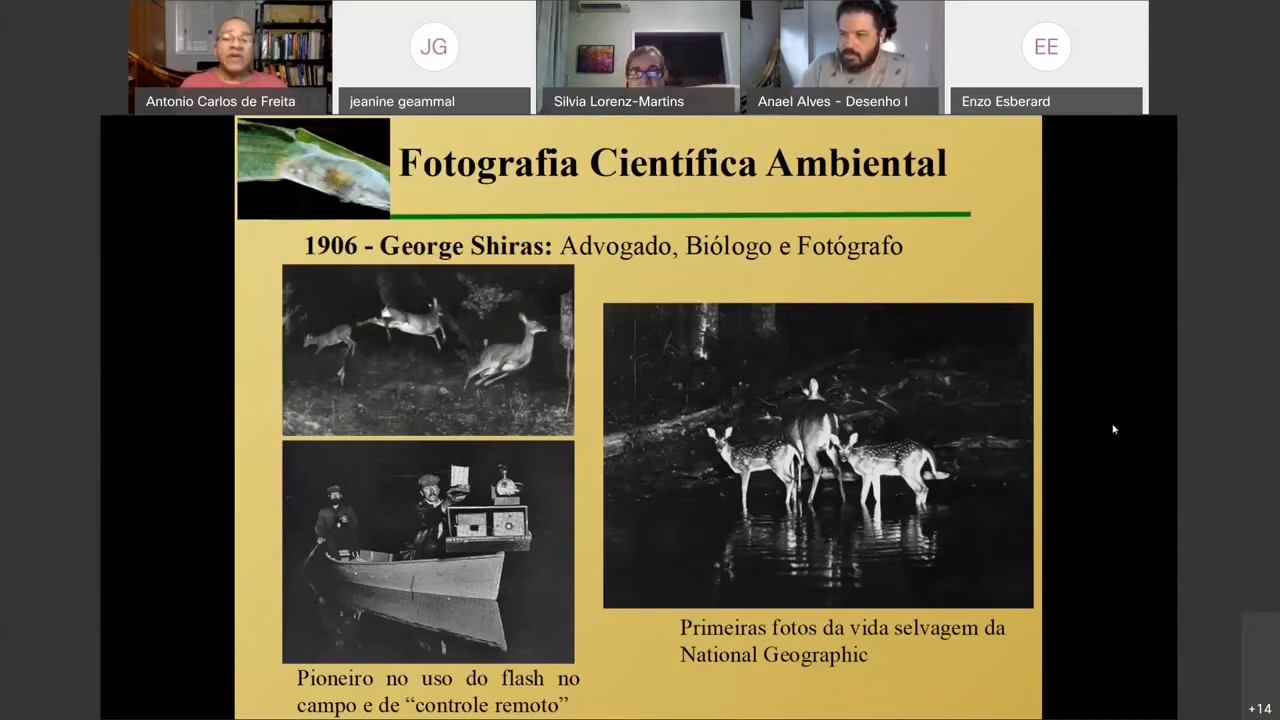 JG
EE
Antonio Carlos de Freita
jeanine geammal
Silvia Lorenz-Martins
Anael Alves - Desenho I
Enzo Esberard
Fotografia Científica Ambiental
1906 - George Shiras: Advogado, Biólogo e Fotógrafo
Primeiras fotos da vida selvagem da
National Geographic
Pioneiro no uso do flash no
campo e de “controle remoto”
+14